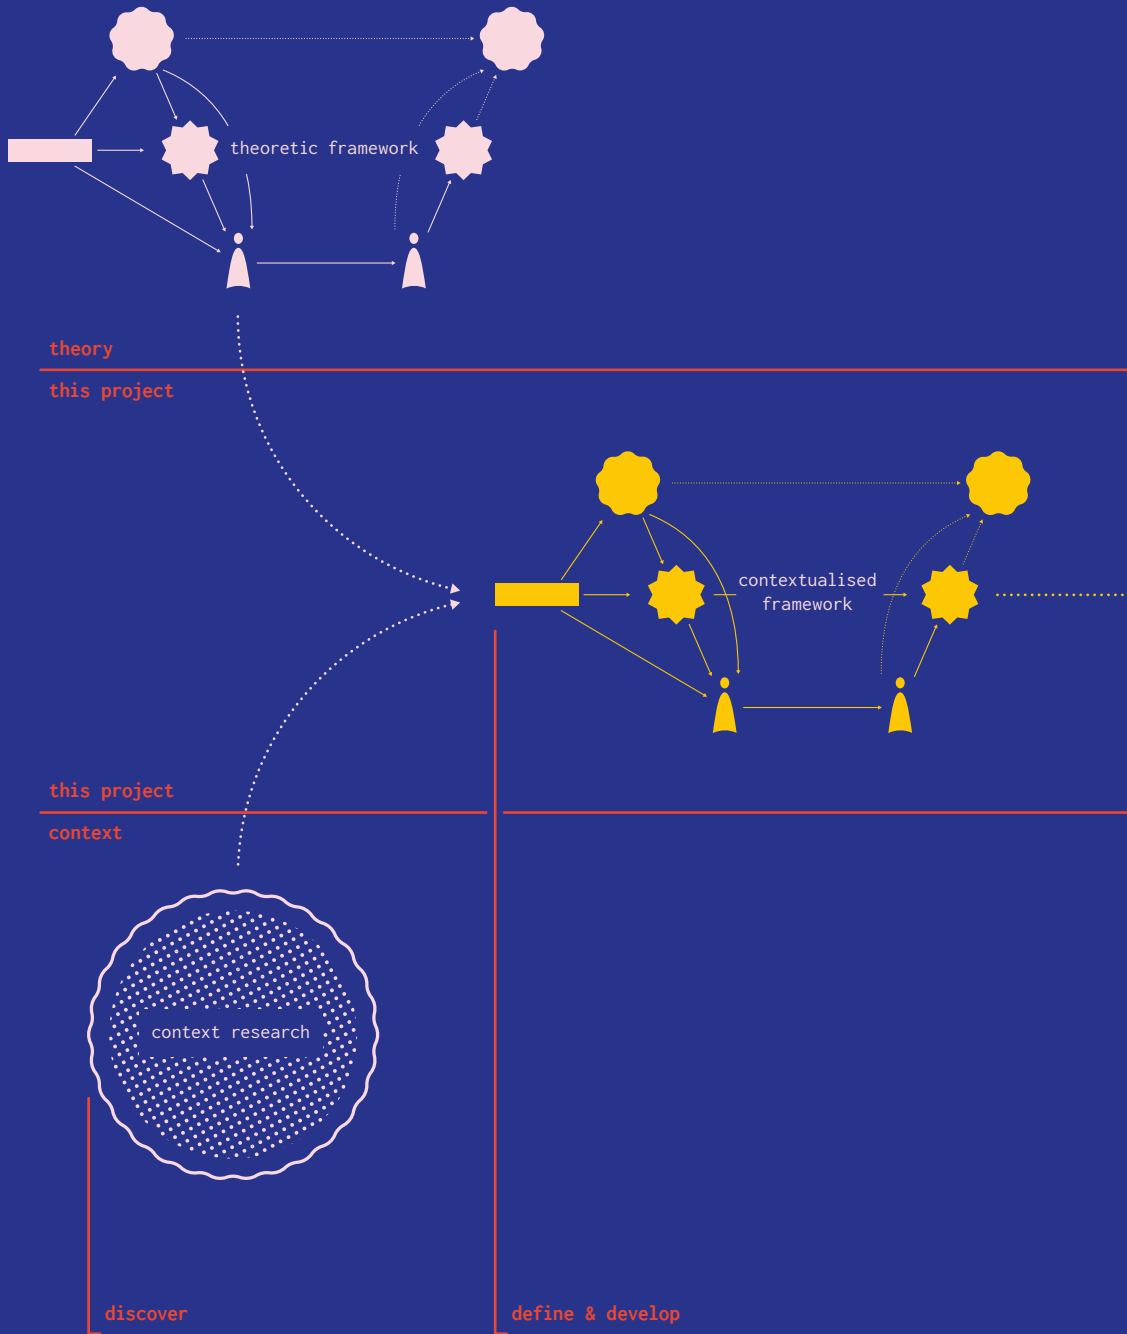 theoretic framework
theory
this project
contextualised
framework
this project
context
context research
discover
define & develop